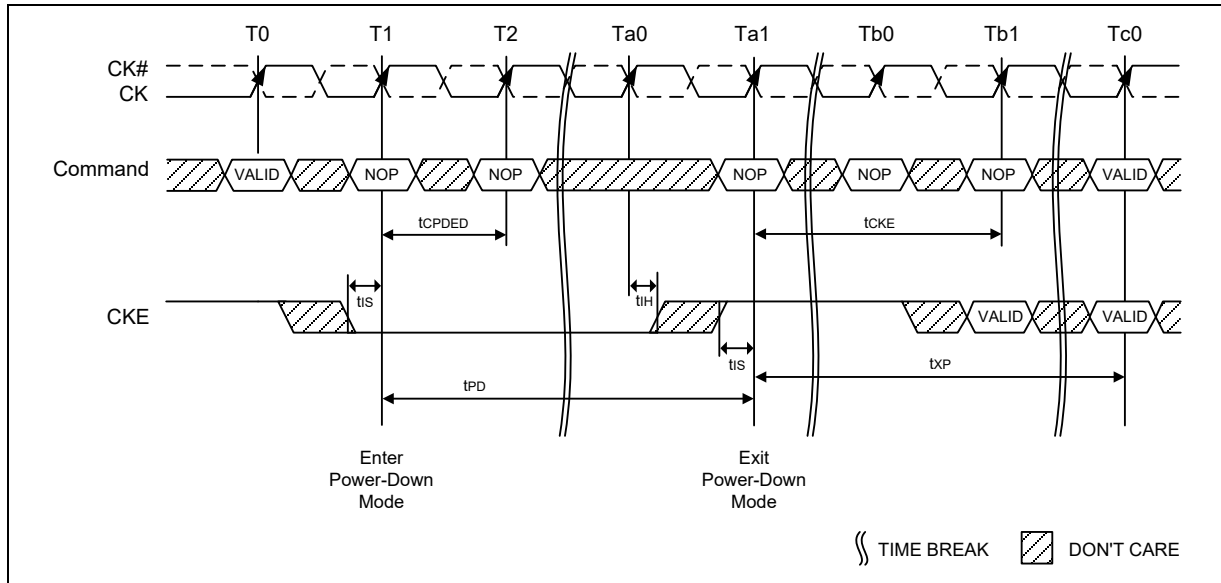 T0 T1 T2 Ta0 Ta1 Tb0 Tb1 Tc0
CK#
CK
Command VALID NOP NOP NOP NOP NOP VALID
tCPDED tCKE
tIS tIH
CKE VALID VALID
tIS
tPD tXP
Enter
Power-Down
Mode
Exit
Power-Down
Mode
TIME BREAK DON'T CARE